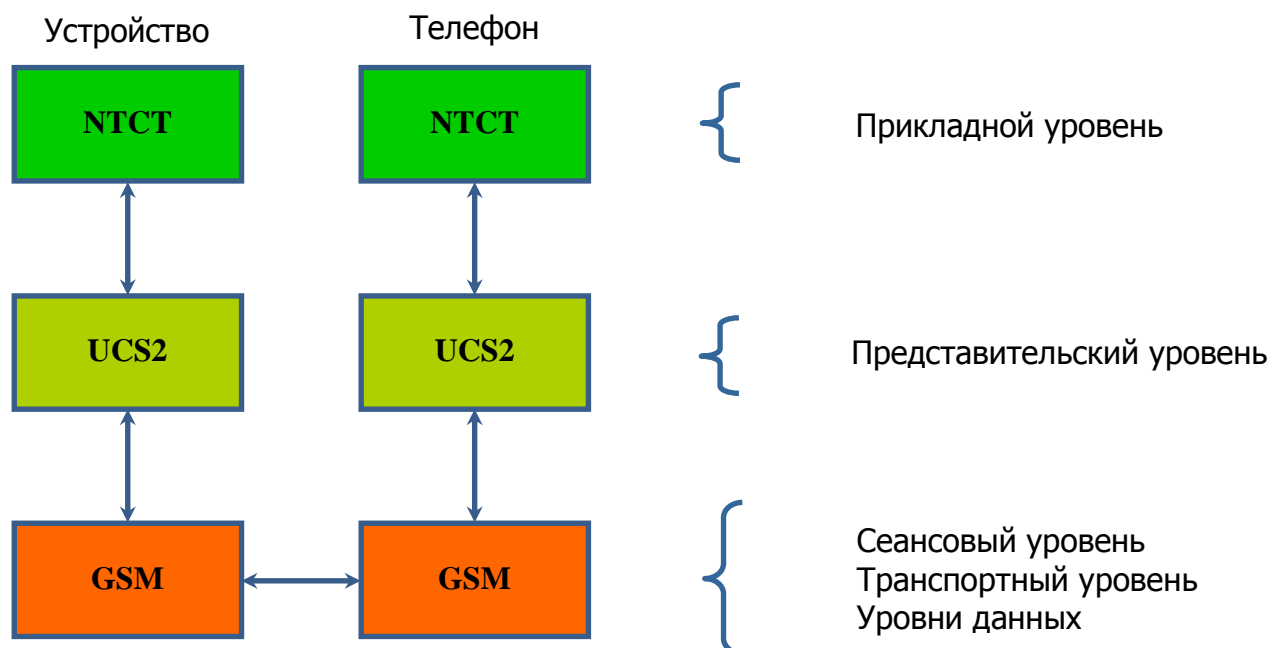 Устройство
Телефон
NTCT
NTCT
Прикладной уровень
UCS2
UCS2
Представительский уровень
GSM
GSM
Сеансовый уровень
Транспортный уровень
Уровни данных